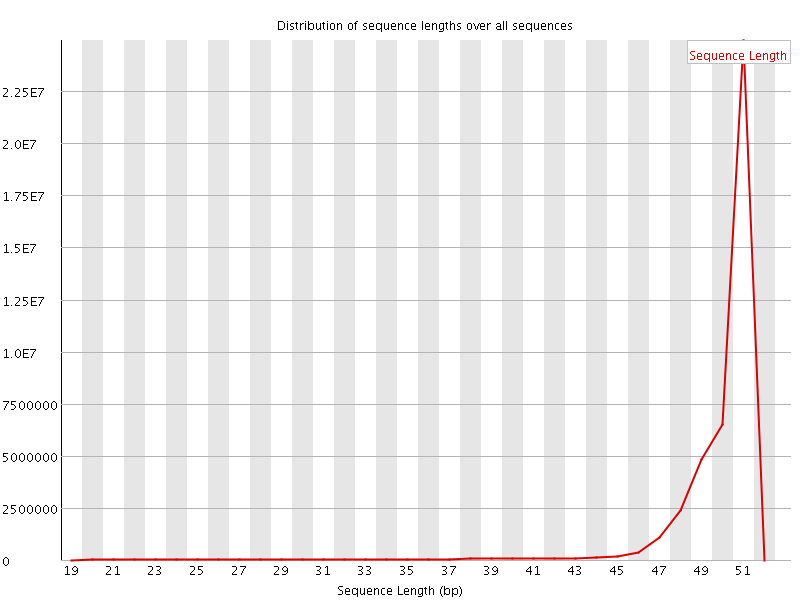 Distribution of sequence lengths over all sequences
Sequence Length
2.25E7
2.0E7
1.75E7
1.5E7
1.25E7
1.0E7
7500000
5000000
2500000
0
19 21 23 25 27 29 31 33 35 37 39 41 43 45 47 49 51
Sequence Length (bp)